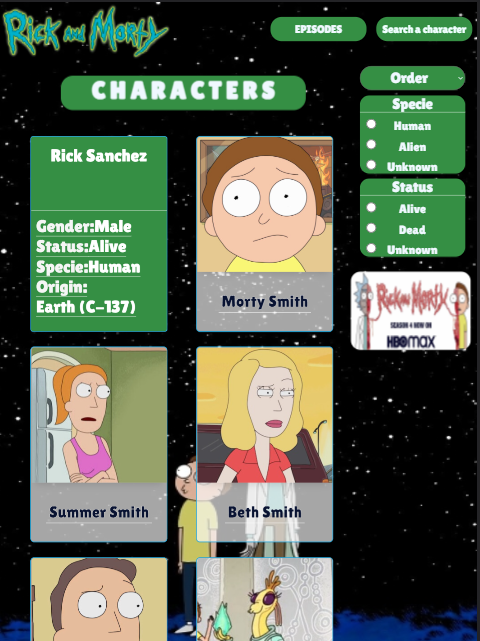 Rick and Morty
EPISODES
Search a character
CHARACTERS
Order
Specie
Human
Alien
Unknown
Status
Alive
Dead
Unknown
Rick and Morty
SEASON 4 NOW ON
HBOMAX
Rick Sanchez
Gender:Male
Status:Alive
Specie:Human
Origin:
Earth (C-137)
Morty Smith
Summer Smith
Beth Smith